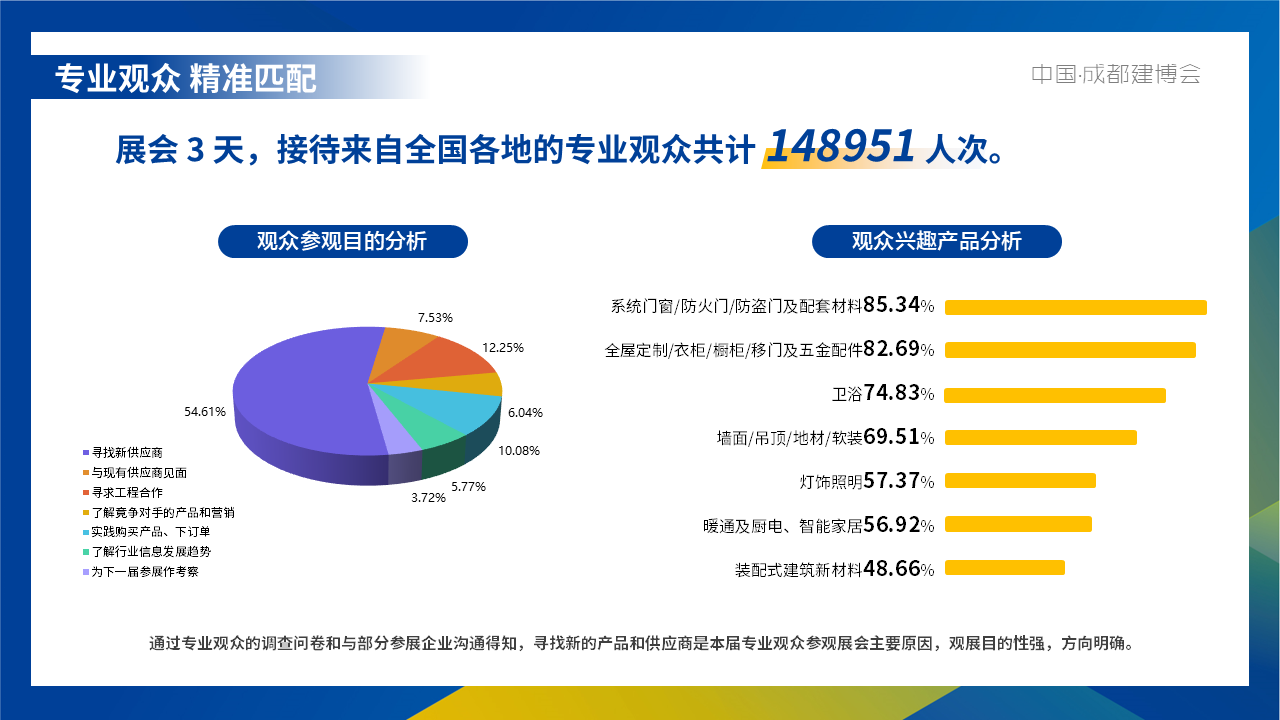 专业观众 精准匹配
中国·成都建博会
展会 3 天，接待来自全国各地的专业观众共计 148951 人次。
观众参观目的分析
观众兴趣产品分析
7.53%
12.25%
54.61%
6.04%
10.08%
5.77%
3.72%
寻找新供应商
与现有供应商见面
寻求工程合作
了解竞争对手的产品和营销
实践购买产品、下订单
了解行业信息发展趋势
为下一届参展作考察
系统门窗/防火门/防盗门及配套材料85.34%
全屋定制/衣柜/橱柜/移门及五金配件82.69%
卫浴74.83%
墙面/吊顶/地材/软装69.51%
灯饰照明57.37%
暖通及厨电、智能家居56.92%
装配式建筑新材料48.66%
通过专业观众的调查问卷和与部分参展企业沟通得知，寻找新的产品和供应商是本届专业观众参观展会主要原因，观展目的性强，方向明确。